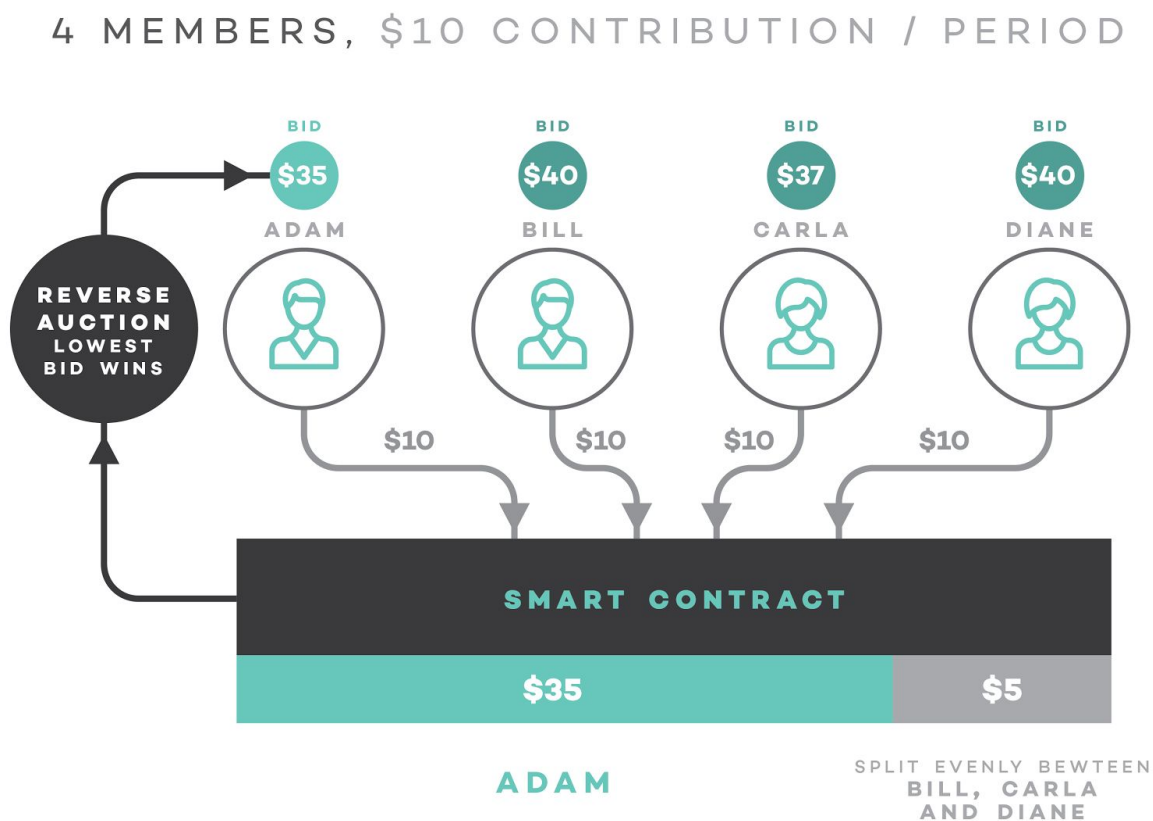 4 MEMBERS, $10 CONTRIBUTION / PERIOD
BID
BID
BID
BID
$35
$40
$37
$40
ADAM
BILL
CARLA
DIANE
REVERSE
AUCTION
LOWEST
BID WINS
$10
$10
$10
$10
SMART CONTRACT
$35
$5
ADAM
SPLIT EVENLY BEWTEEN
BILL, CARLA
AND DIANE